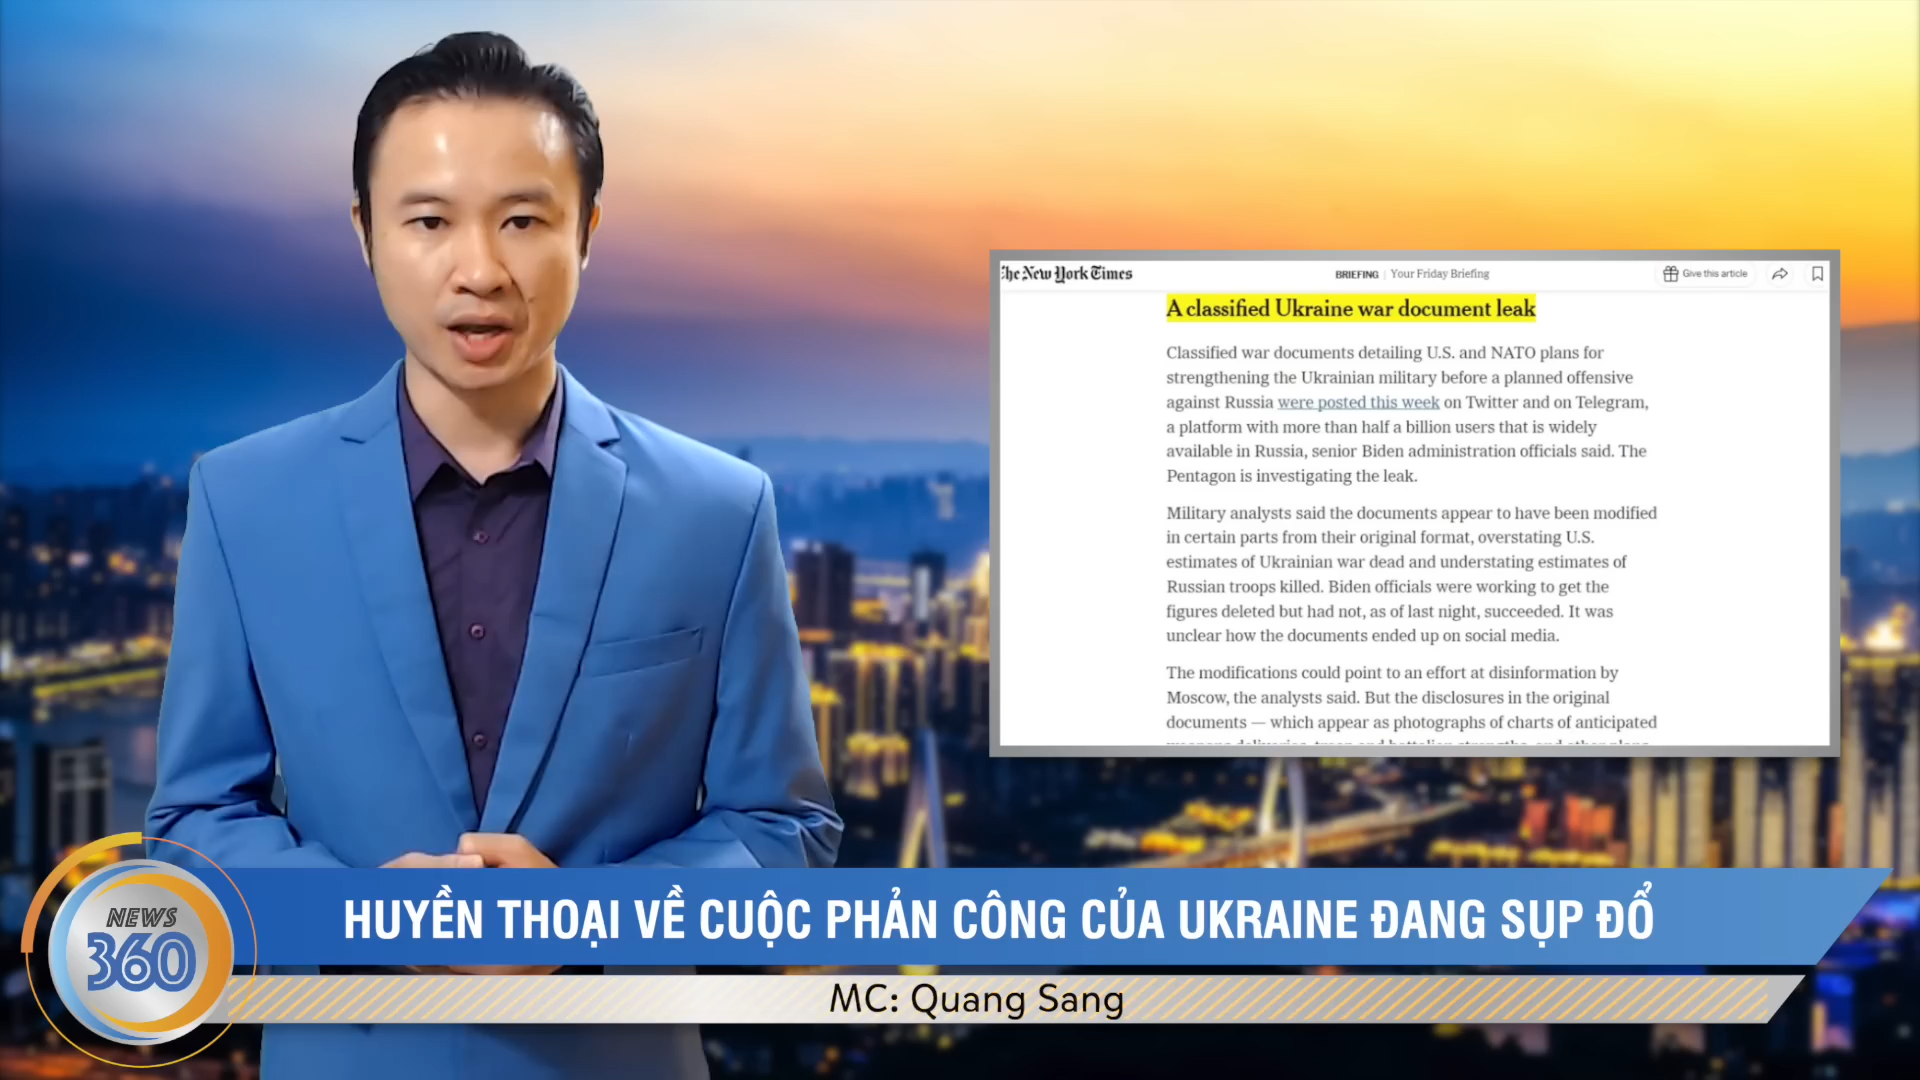 The New York Times
BRIEFING | Your Friday Briefing
Give this article
A classified Ukraine war document leak
Classified war documents detailing U.S. and NATO plans for
strengthening the Ukrainian military before a planned offensive
against Russia were posted this week on Twitter and on Telegram,
a platform with more than half a billion users that is widely
available in Russia, senior Biden administration officials said. The
Pentagon is investigating the leak.
Military analysts said the documents appear to have been modified
in certain parts from their original format, overstating U.S.
estimates of Ukrainian war dead and understating estimates of
Russian troops killed. Biden officials were working to get the
figures deleted but had not, as of last night, succeeded. It was
unclear how the documents ended up on social media.
The modifications could point to an effort at disinformation by
Moscow, the analysts said. But the disclosures in the original
documents — which appear as photographs of charts of anticipated
HUYỀN THOẠI VỀ CUỘC PHẢN CÔNG CỦA UKRAINE ĐANG SỤP ĐỔ
NEWS
360
MC: Quang Sang